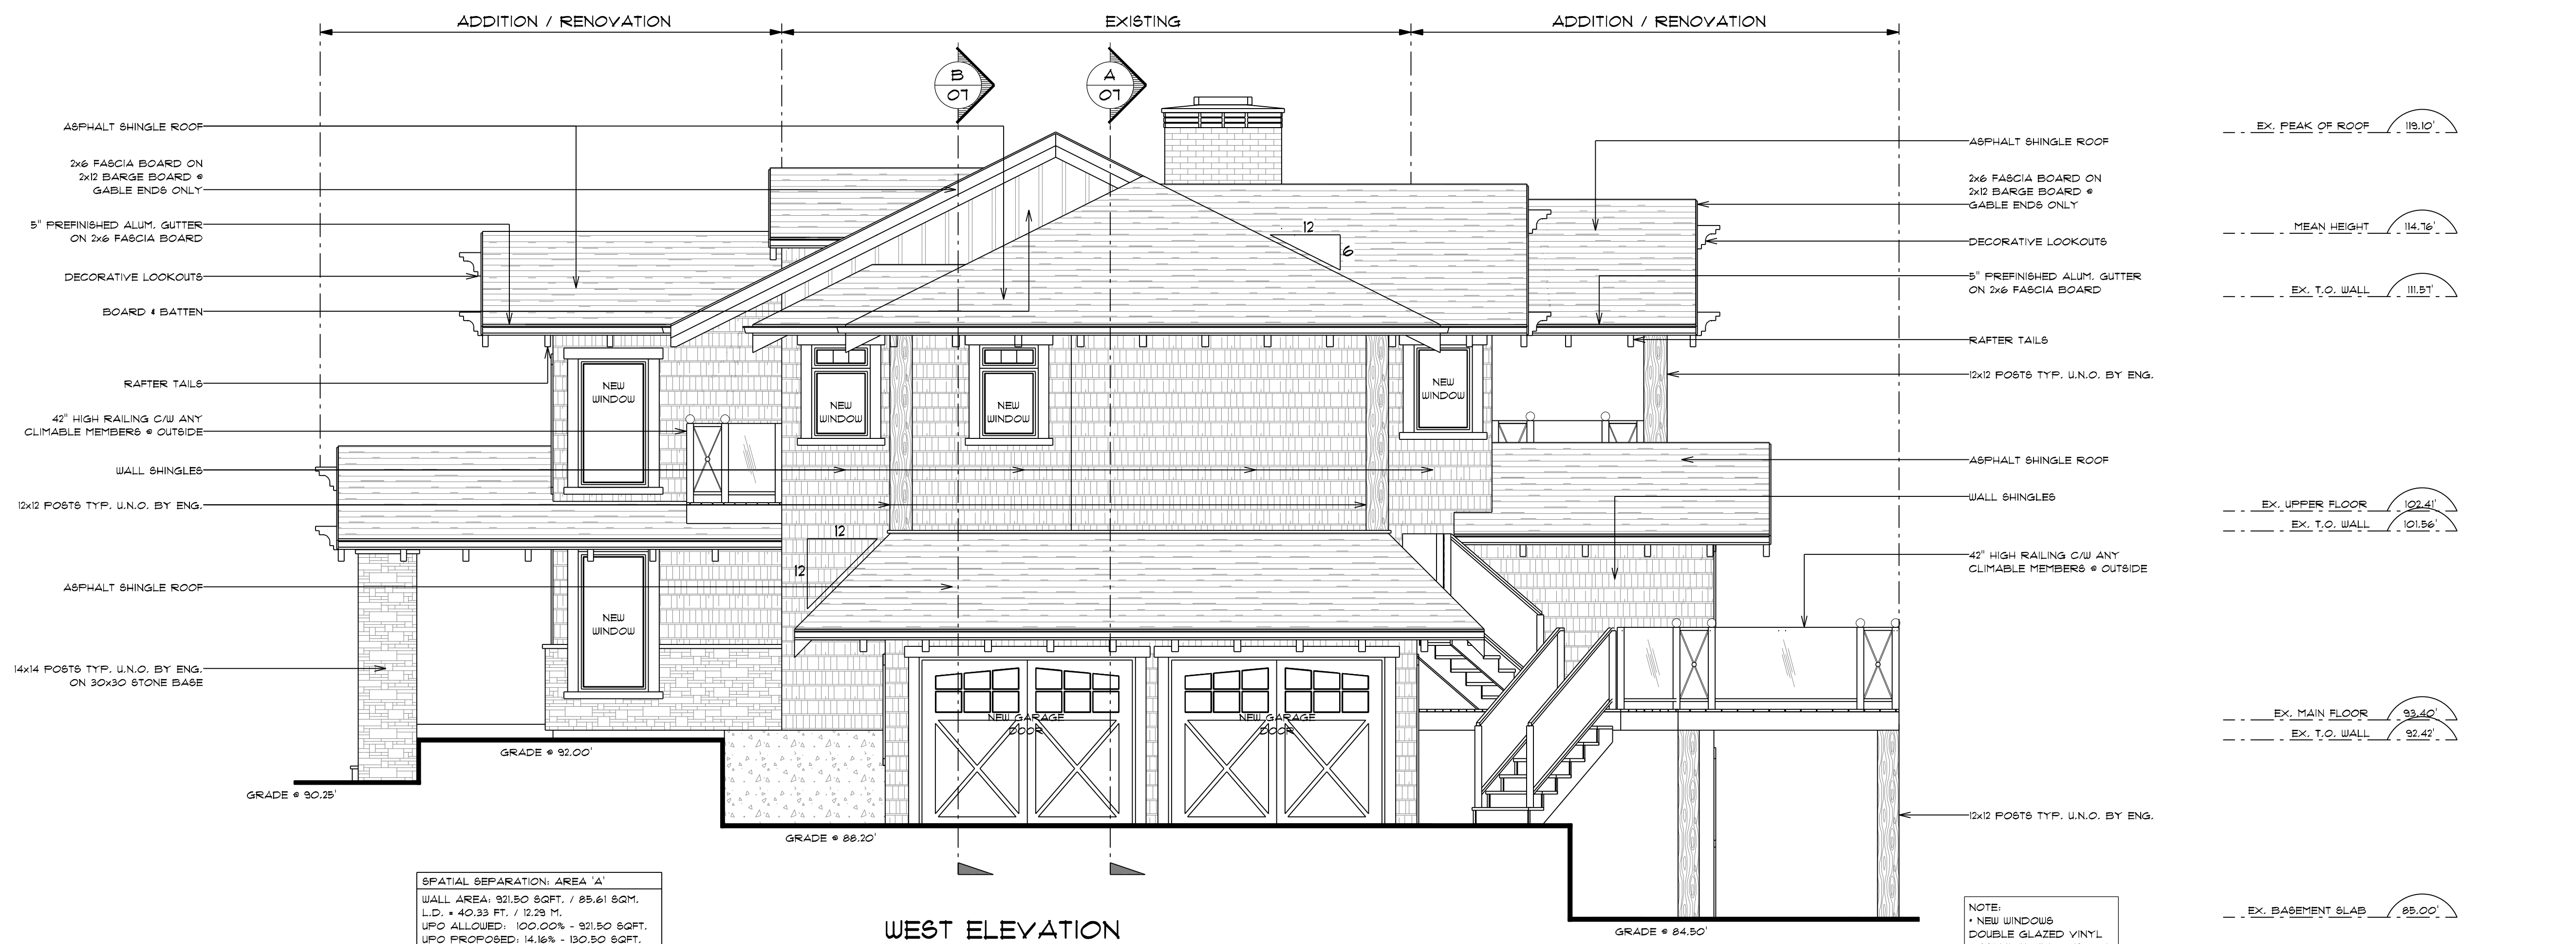 ADDITION / RENOVATION
EXISTING
ADDITION / RENOVATION
B
07
A
07
ASPHALT SHINGLE ROOF
2x6 FASCIA BOARD ON
2x12 BARGE BOARD @
GABLE ENDS ONLY
5" PREFINISHED ALUM. GUTTER
ON 2x6 FASCIA BOARD
DECORATIVE LOOKOUTS
BOARD & BATTEN
RAFTER TAILS
42" HIGH RAILING C/W ANY
CLIMABLE MEMBERS @ OUTSIDE
WALL SHINGLES
12x12 POSTS TYP. U.N.O. BY ENG.
ASPHALT SHINGLE ROOF
14x14 POSTS TYP. U.N.O. BY ENG.
ON 30x30 STONE BASE
12
6
12
12
NEW
WINDOW
NEW
WINDOW
NEW
WINDOW
NEW
WINDOW
NEW
WINDOW
NEW GARAGE
DOOR
NEW GARAGE
DOOR
GRADE @ 92.00'
GRADE @ 90.25'
GRADE @ 88.20'
GRADE @ 84.50'
ASPHALT SHINGLE ROOF
2x6 FASCIA BOARD ON
2x12 BARGE BOARD @
GABLE ENDS ONLY
DECORATIVE LOOKOUTS
5" PREFINISHED ALUM. GUTTER
ON 2x6 FASCIA BOARD
RAFTER TAILS
12x12 POSTS TYP. U.N.O. BY ENG.
ASPHALT SHINGLE ROOF
WALL SHINGLES
42" HIGH RAILING C/W ANY
CLIMABLE MEMBERS @ OUTSIDE
12x12 POSTS TYP. U.N.O. BY ENG.
EX. PEAK OF ROOF 119.10'
MEAN HEIGHT 114.76'
EX. T.O. WALL 111.57'
EX. UPPER FLOOR 102.41'
EX. T.O. WALL 101.56'
EX. MAIN FLOOR 93.40'
EX. T.O. WALL 92.42'
EX. BASEMENT SLAB 85.00'
SPATIAL SEPARATION: AREA 'A'
WALL AREA: 921.50 SQFT. / 85.61 SQM.
L.D. = 40.33 FT. / 12.29 M.
UPO ALLOWED: 100.00% - 921.50 SQFT.
UPO PROPOSED: 14.16% - 130.50 SQFT.
WEST ELEVATION
NOTE:
* NEW WINDOWS
DOUBLE GLAZED VINYL